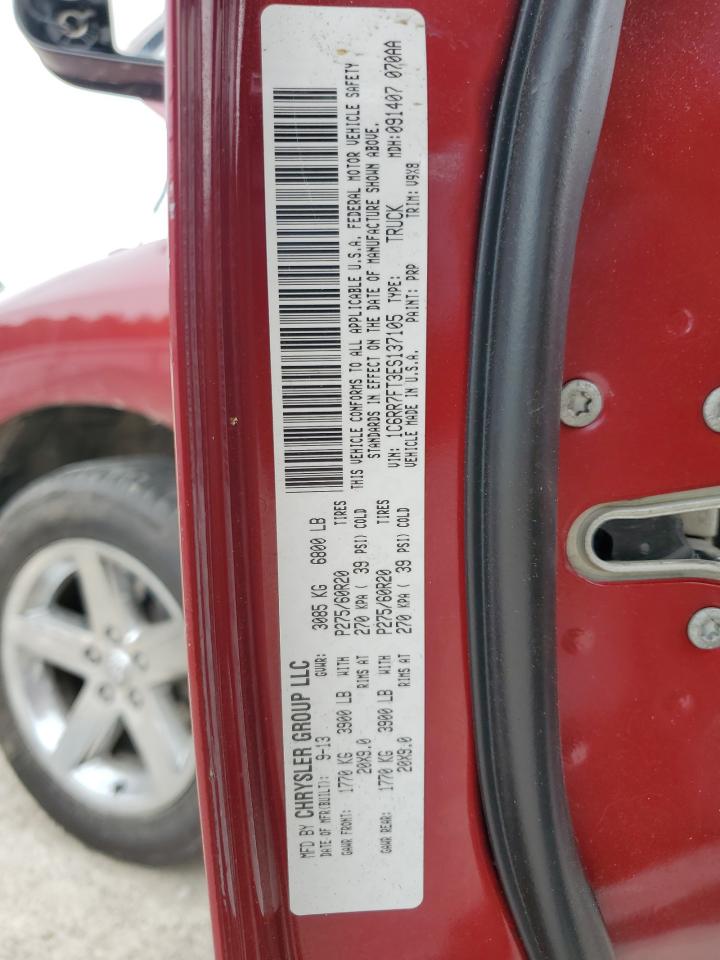 MFD BY CHRYSLER GROUP LLC
DATE OF MFR(BUILT): 9-13 GVWR: 3085 KG 6800 LB
GAWR FRONT: 1770 KG 3900 LB WITH P275/60R20 TIRES
20X9.0 RIMS AT 270 KPA ( 39 PSI) COLD
GAWR REAR: 1770 KG 3900 LB WITH P275/60R20 TIRES
20X9.0 RIMS AT 270 KPA ( 39 PSI) COLD
THIS VEHICLE CONFORMS TO ALL APPLICABLE U.S.A. FEDERAL MOTOR VEHICLE SAFETY
STANDARDS IN EFFECT ON THE DATE OF MANUFACTURE SHOWN ABOVE.
VIN: 1C6RR7FT3ES137105 TYPE: TRUCK MDH:091407 070AA
VEHICLE MADE IN U.S.A. PAINT: PRP TRIM: V9X8